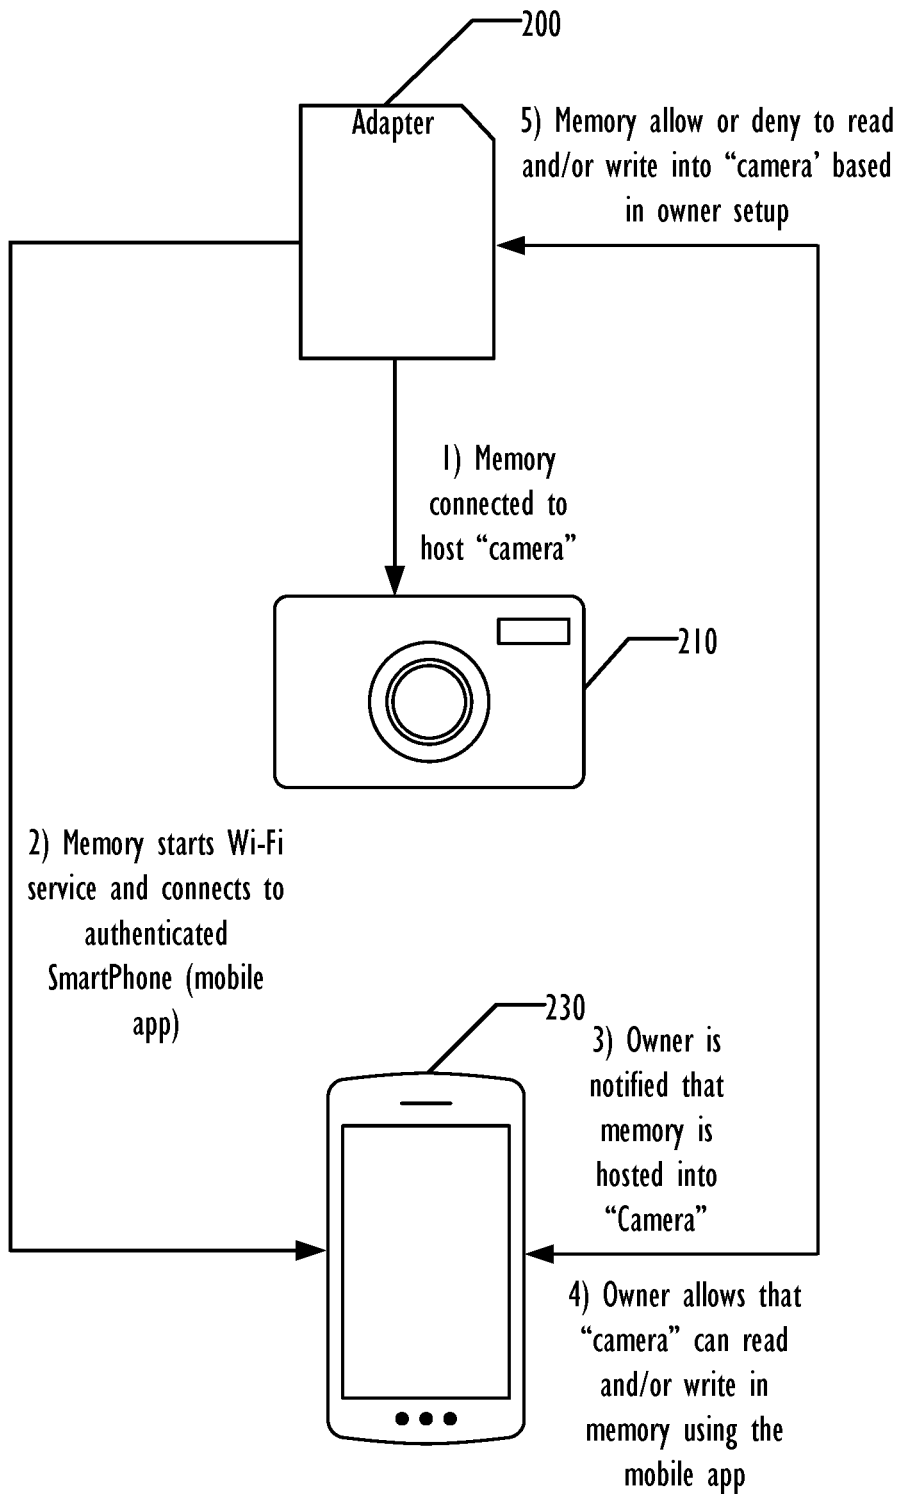 200
Adapter
5) Memory allow or deny to read
and/or write into “camera’ based
in owner setup
1) Memory
connected to
host “camera”
210
2) Memory starts Wi-Fi
service and connects to
authenticated
SmartPhone (mobile
app)
230
3) Owner is
notified that
memory is
hosted into
“Camera”
4) Owner allows that
“camera” can read
and/or write in
memory using the
mobile app